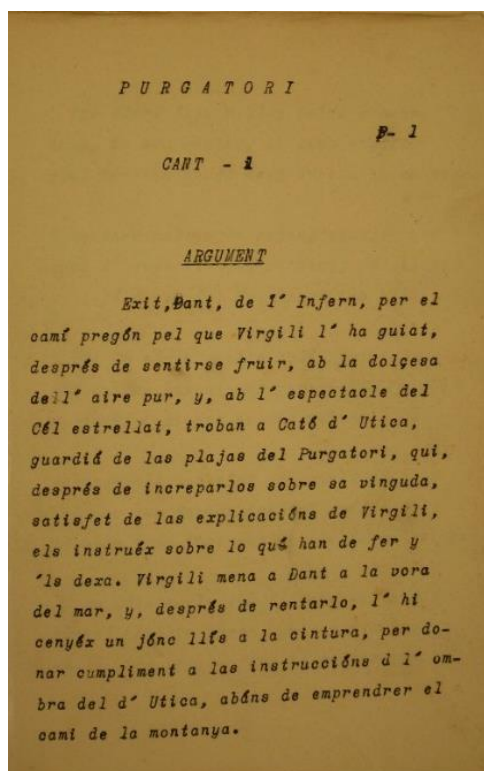 PURGATORI
P- 1
CANT - 1
ARGUMENT
Exit,Dant, de l' Infern, per el
camí pregón pel que Virgili l' ha guiat,
després de sentirse fruir, ab la dolçesa
dell' aire pur, y, ab l' espectacle del
Cél estrellat, troban a Cató d' Utica,
guardiá de las plajas del Purgatori, qui,
després de increparlos sobre sa vinguda,
satisfet de las explicacións de Virgili,
els instruéx sobre lo qué han de fer y
'ls dexa. Virgili mena a Dant a la vora
del mar, y, després de rentarlo, l' hi
cenyéx un jónc llís a la cintura, per do-
nar cumpliment a las instruccións d l' om-
bra del d' Utica, abáns de emprendrer el
cami de la montanya.